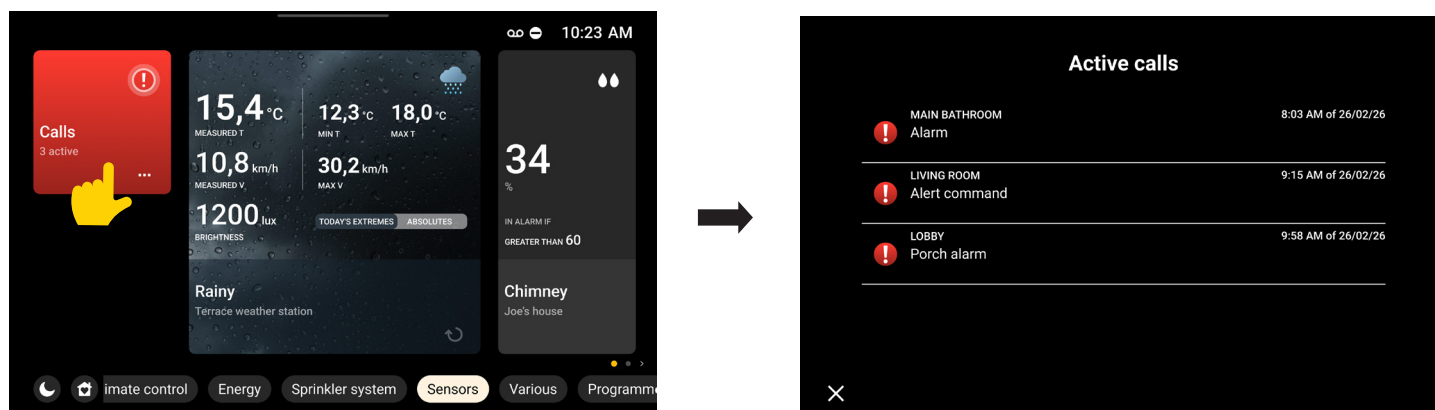 10:23 AM
Calls
3 active
...
15,4 °C
MEASURED T
12,3 °C
MIN T
18,0 °C
MAX T
10,8 km/h
MEASURED V
30,2 km/h
MAX V
1200 lux
BRIGHTNESS
TODAY'S EXTREMES ABSOLUTES
Rainy
Terrace weather station
34
%
IN ALARM IF
GREATER THAN 60
Chimney
Joe's house
imate control Energy Sprinkler system Sensors Various Programm
Active calls
MAIN BATHROOM 8:03 AM of 26/02/26
Alarm
LIVING ROOM 9:15 AM of 26/02/26
Alert command
LOBBY 9:58 AM of 26/02/26
Porch alarm